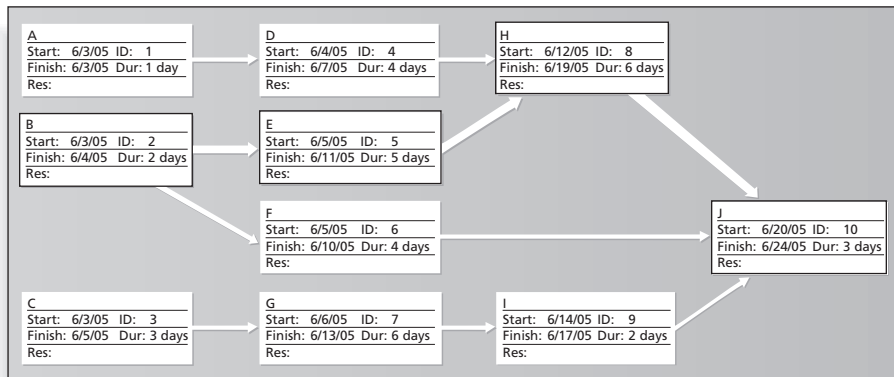 A
Start: 6/3/05 ID: 1
Finish: 6/3/05 Dur: 1 day
Res:
D
Start: 6/4/05 ID: 4
Finish: 6/7/05 Dur: 4 days
Res:
H
Start: 6/12/05 ID: 8
Finish: 6/19/05 Dur: 6 days
Res:
B
Start: 6/3/05 ID: 2
Finish: 6/4/05 Dur: 2 days
Res:
E
Start: 6/5/05 ID: 5
Finish: 6/11/05 Dur: 5 days
Res:
F
Start: 6/5/05 ID: 6
Finish: 6/10/05 Dur: 4 days
Res:
J
Start: 6/20/05 ID: 10
Finish: 6/24/05 Dur: 3 days
Res:
C
Start: 6/3/05 ID: 3
Finish: 6/5/05 Dur: 3 days
Res:
G
Start: 6/6/05 ID: 7
Finish: 6/13/05 Dur: 6 days
Res:
I
Start: 6/14/05 ID: 9
Finish: 6/17/05 Dur: 2 days
Res: